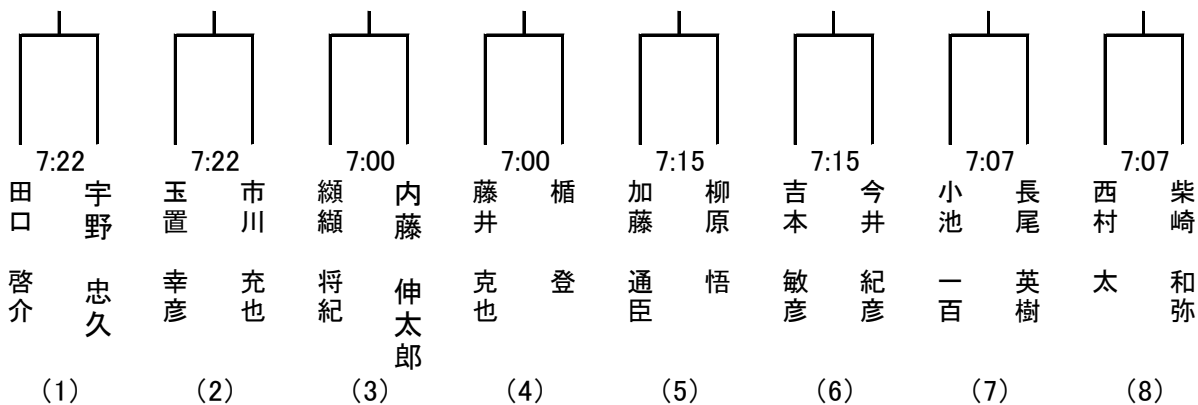 7:22 7:22 7:00 7:00 7:15 7:15 7:07 7:07
田口 啓介
宇野 忠久
玉置 幸彦
市川 充也
纐纈 将紀
内藤 伸太郎
藤井 克也
楯 登
加藤 通臣
柳原 悟
吉本 敏彦
今井 紀彦
小池 一百
長尾 英樹
西村 太
柴崎 和弥
(1) (2) (3) (4) (5) (6) (7) (8)